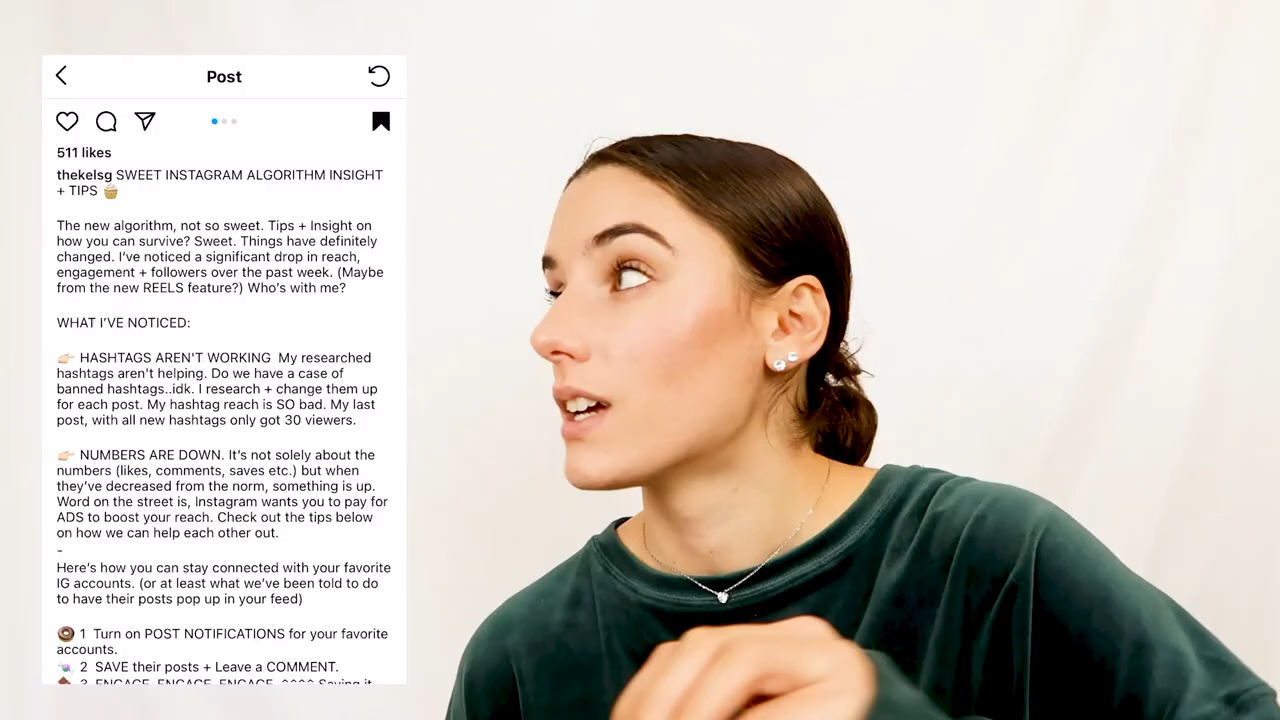 Post
511 likes
thekelsg SWEET INSTAGRAM ALGORITHM INSIGHT
+ TIPS 🧁
The new algorithm, not so sweet. Tips + Insight on
how you can survive? Sweet. Things have definitely
changed. I've noticed a significant drop in reach,
engagement + followers over the past week. (Maybe
from the new REELS feature?) Who's with me?
WHAT I'VE NOTICED:
👉🏻 HASHTAGS AREN'T WORKING My researched
hashtags aren't helping. Do we have a case of
banned hashtags..idk. I research + change them up
for each post. My hashtag reach is SO bad. My last
post, with all new hashtags only got 30 viewers.
👉🏻 NUMBERS ARE DOWN. It's not solely about the
numbers (likes, comments, saves etc.) but when
they've decreased from the norm, something is up.
Word on the street is, Instagram wants you to pay for
ADS to boost your reach. Check out the tips below
on how we can help each other out.
-
Here's how you can stay connected with your favorite
IG accounts. (or at least what we've been told to do
to have their posts pop up in your feed)
🍩 1 Turn on POST NOTIFICATIONS for your favorite
accounts.
🍬 2 SAVE their posts + Leave a COMMENT.
🍫 3 ENGAGE, ENGAGE, ENGAGE. ^^^^ Saying it